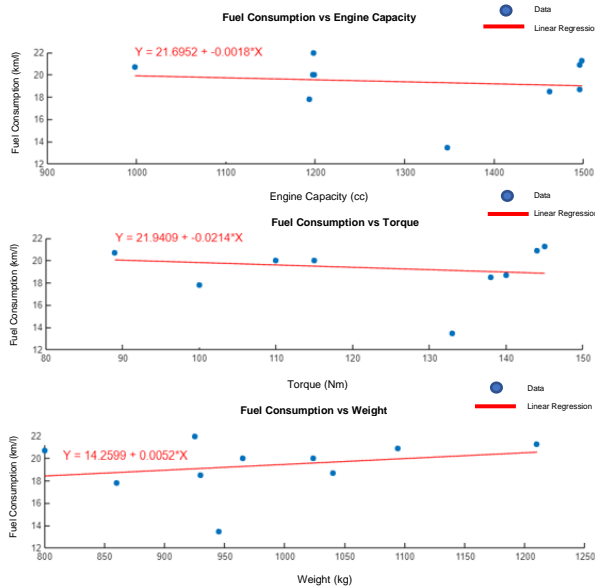 Fuel Consumption vs Engine Capacity
Data
Linear Regression
Y = 21.6952 + -0.0018*X
Fuel Consumption (km/l)
22
20
18
16
14
12
900
1000
1100
1200
1300
1400
1500
Engine Capacity (cc)
Data
Linear Regression
Fuel Consumption vs Torque
Y = 21.9409 + -0.0214*X
Fuel Consumption (km/l)
22
20
18
16
14
12
80
90
100
110
120
130
140
150
Torque (Nm)
Data
Linear Regression
Fuel Consumption vs Weight
Y = 14.2599 + 0.0052*X
Fuel Consumption (km/l)
22
20
18
16
14
12
800
850
900
950
1000
1050
1100
1150
1200
1250
Weight (kg)